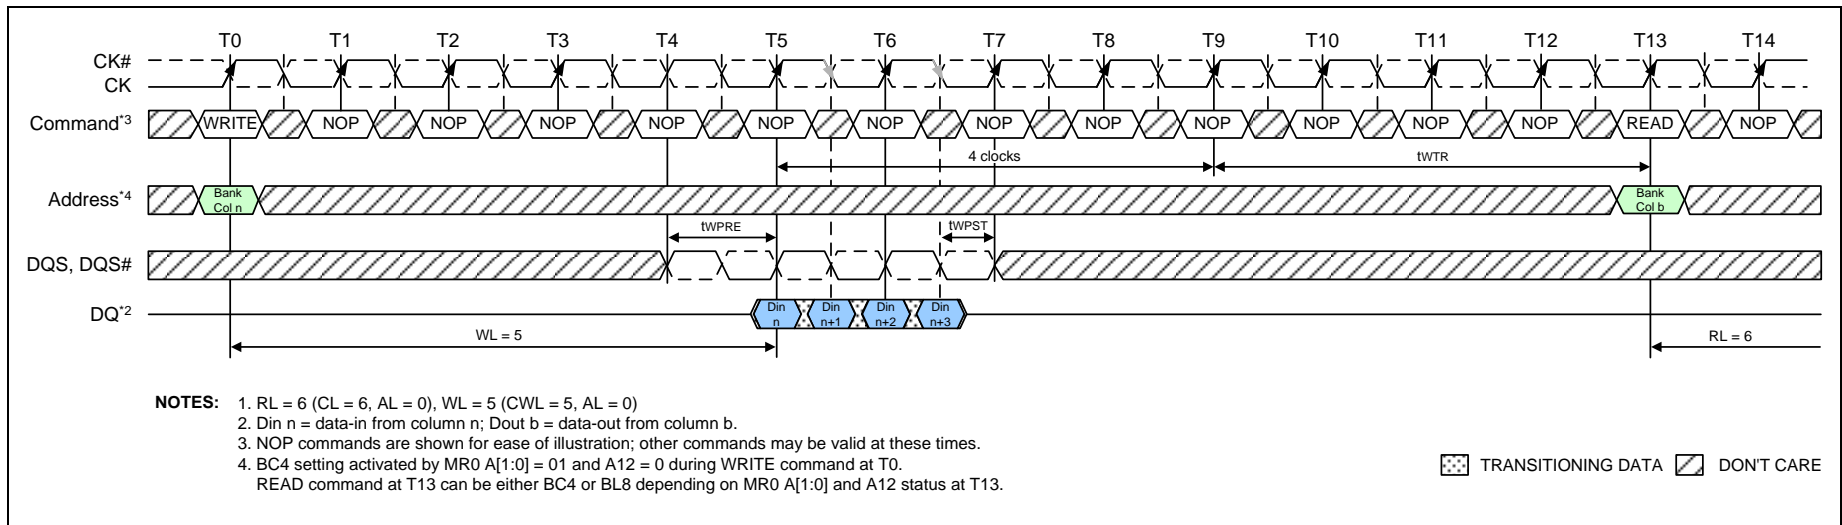 T0 T1 T2 T3 T4 T5 T6 T7 T8 T9 T10 T11 T12 T13 T14
CK#
CK
Command*3 WRITE NOP NOP NOP NOP NOP NOP NOP NOP NOP NOP NOP NOP READ NOP
4 clocks tWTR
Address*4 Bank Col n Bank Col b
tWPRE tWPST
DQS, DQS#
DQ*2 Din n Din n+1 Din n+2 Din n+3
WL = 5 RL = 6
NOTES: 1. RL = 6 (CL = 6, AL = 0), WL = 5 (CWL = 5, AL = 0)
2. Din n = data-in from column n; Dout b = data-out from column b.
3. NOP commands are shown for ease of illustration; other commands may be valid at these times.
4. BC4 setting activated by MR0 A[1:0] = 01 and A12 = 0 during WRITE command at T0.
READ command at T13 can be either BC4 or BL8 depending on MR0 A[1:0] and A12 status at T13.
TRANSITIONING DATA DON'T CARE